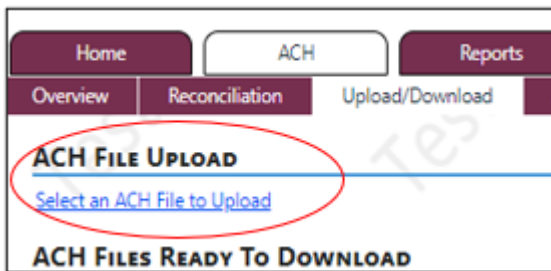 Home ACH Reports
Overview Reconciliation Upload/Download
ACH FILE UPLOAD
Select an ACH File to Upload
ACH FILES READY TO DOWNLOAD